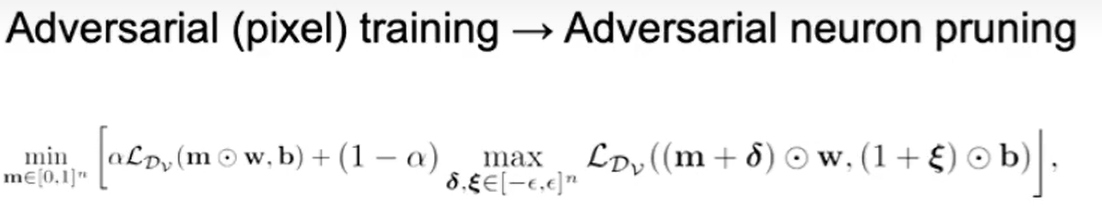 Adversarial (pixel) training → Adversarial neuron pruning
min_{m∈[0,1]^n} [αℒ_{𝒟_𝒱}(m ⊙ w, b) + (1 − α) max_{δ,ξ∈[−ϵ,ϵ]^n} ℒ_{𝒟_𝒱}((m + δ) ⊙ w, (1 + ξ) ⊙ b)],